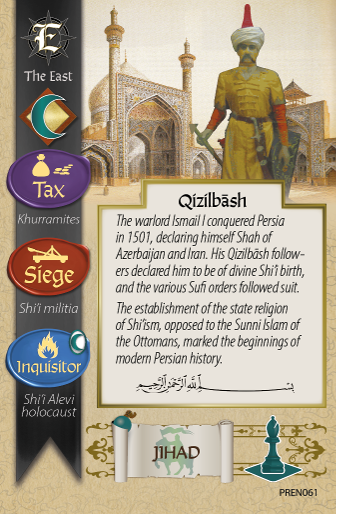 E
The East
Tax
Khurramites
Siege
Shi'i militia
Inquisitor
Shi'i Alevi
holocaust
Qizilbāsh
The warlord Ismail I conquered Persia
in 1501, declaring himself Shah of
Azerbaijan and Iran. His Qizilbāsh follow-
ers declared him to be of divine Shi'i birth,
and the various Sufi orders followed suit.
The establishment of the state religion
of Shi'ism, opposed to the Sunni Islam of
the Ottomans, marked the beginnings of
modern Persian history.
بسم الله الرحمن الرحيم
JIHAD
PREN061